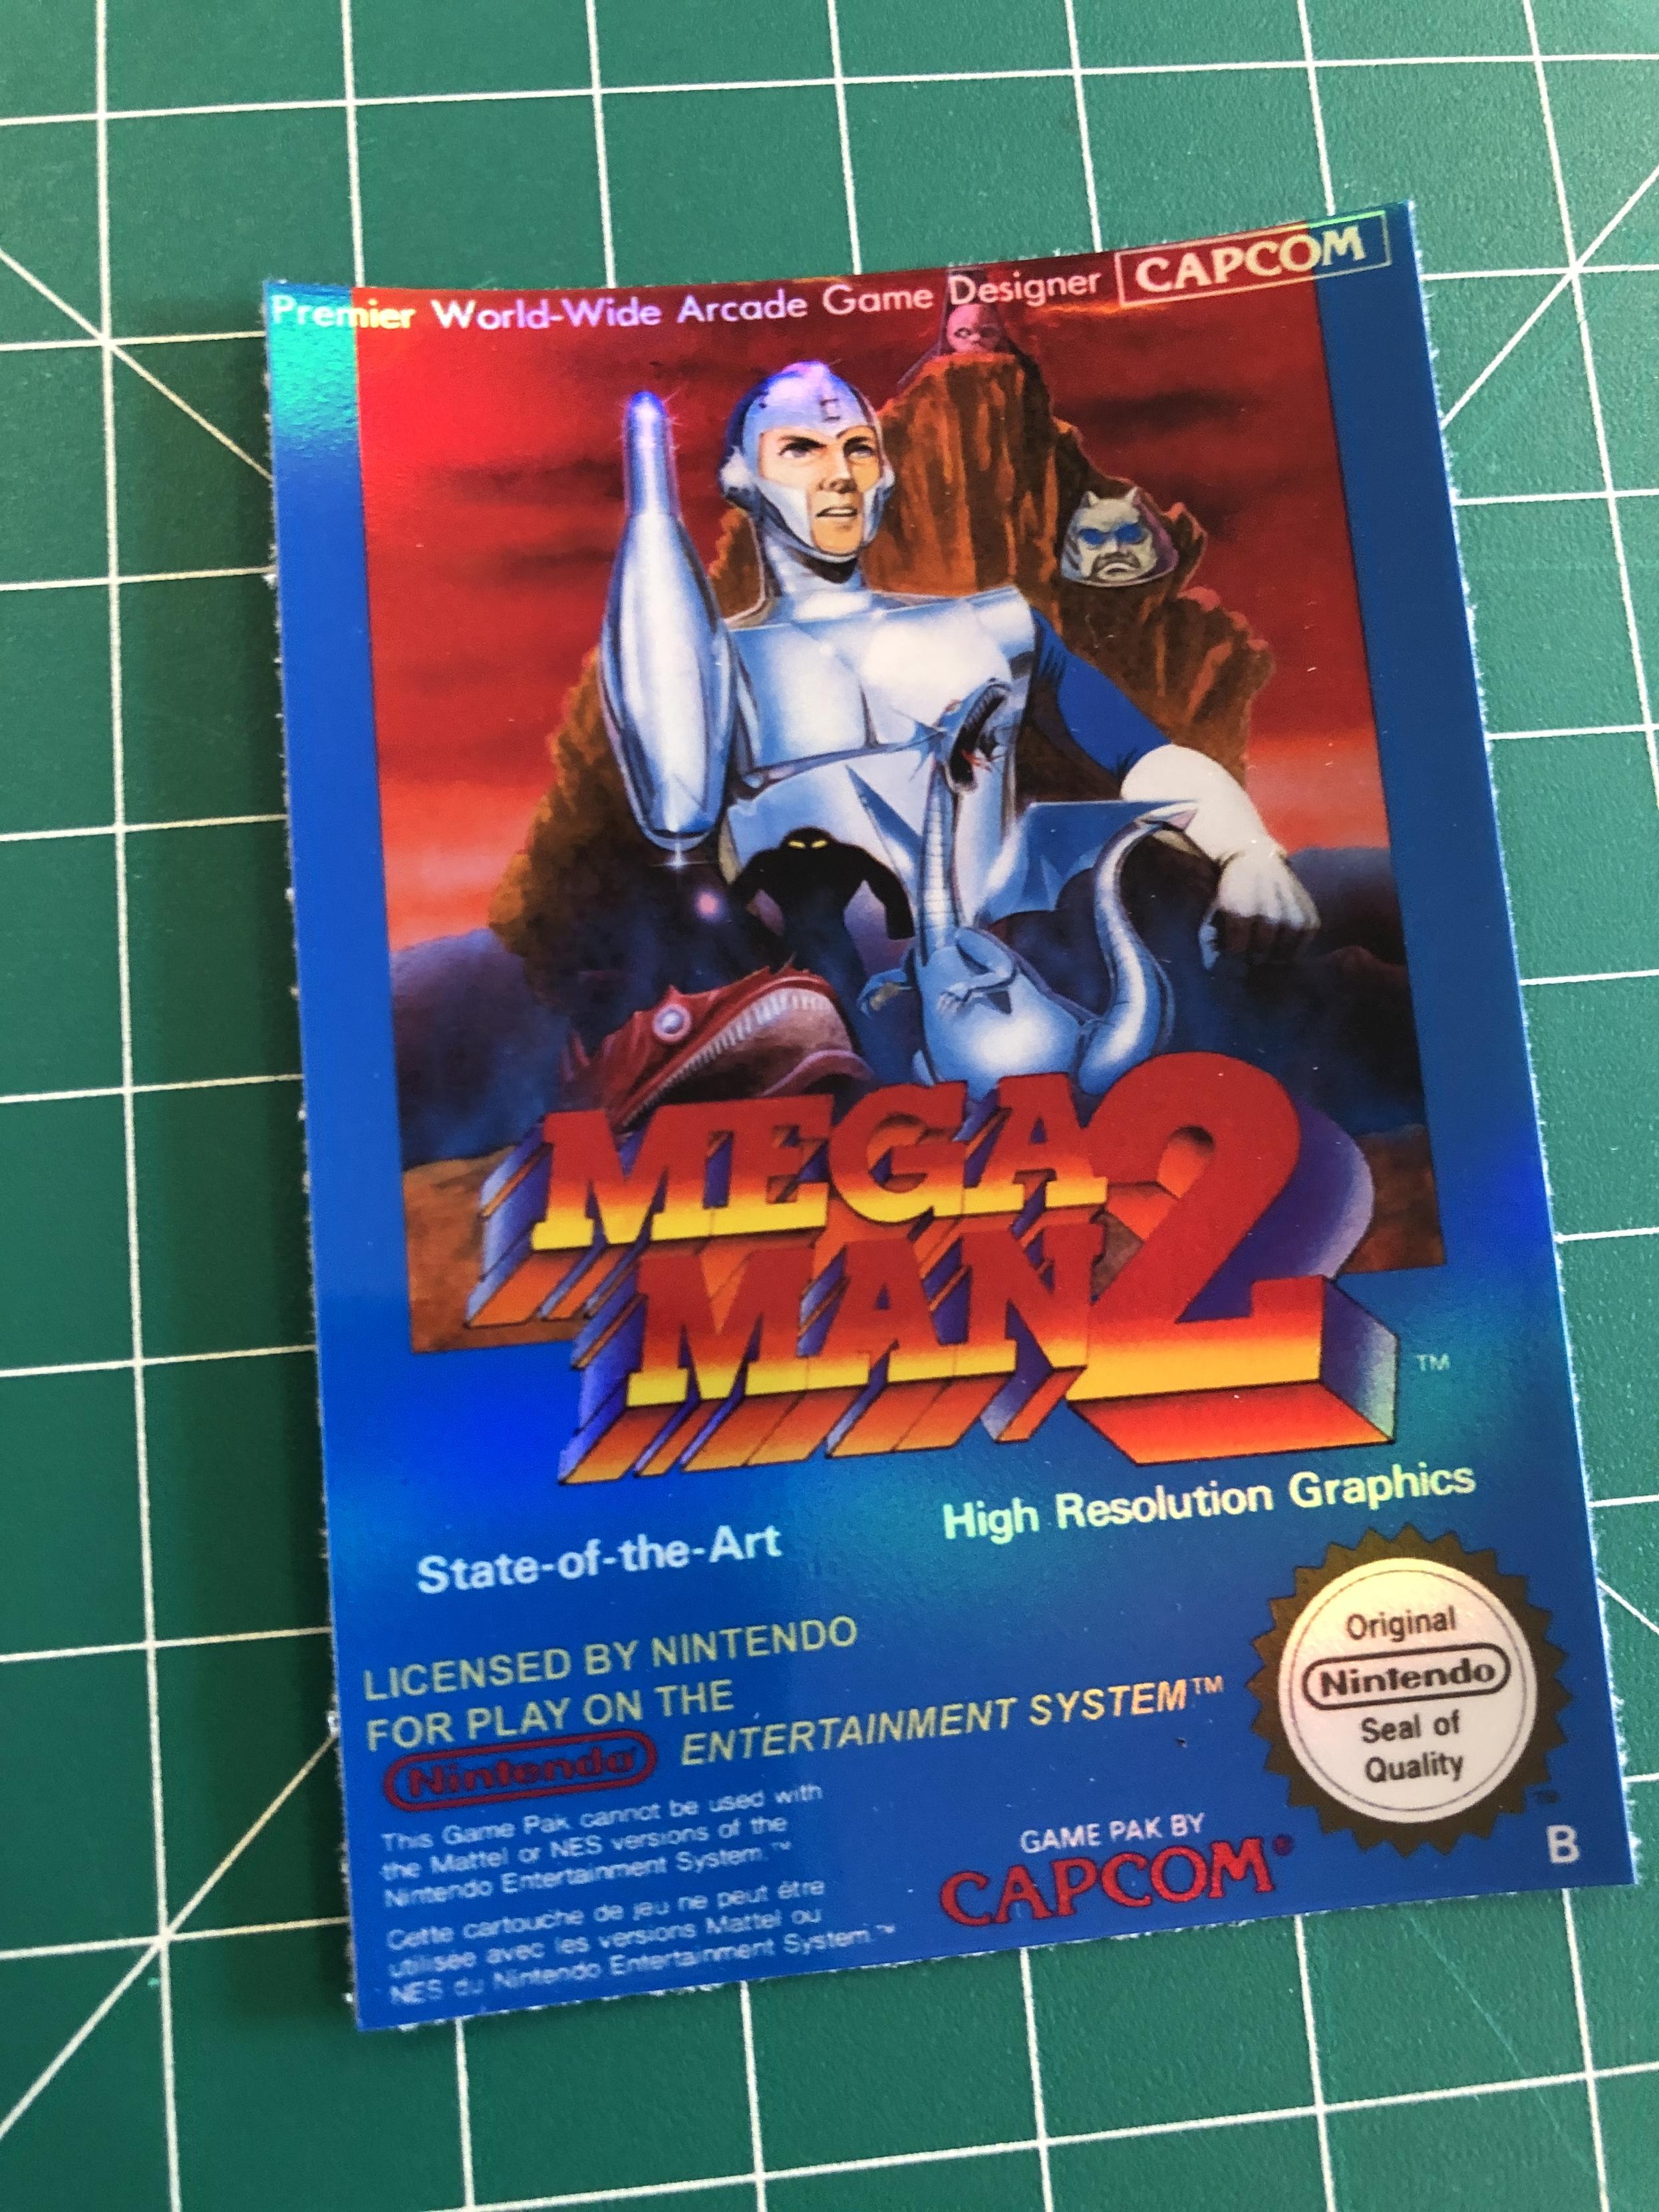 Premier World-Wide Arcade Game Designer CAPCOM
MEGA
MAN 2
TM
State-of-the-Art High Resolution Graphics
LICENSED BY NINTENDO
FOR PLAY ON THE
Nintendo ENTERTAINMENT SYSTEM™
This Game Pak cannot be used with
the Mattel or NES versions of the
Nintendo Entertainment System.™
Cette cartouche de jeu ne peut être
utilisée avec les versions Mattel ou
NES du Nintendo Entertainment System.™
GAME PAK BY
CAPCOM®
Original
Nintendo
Seal of
Quality
TM
B